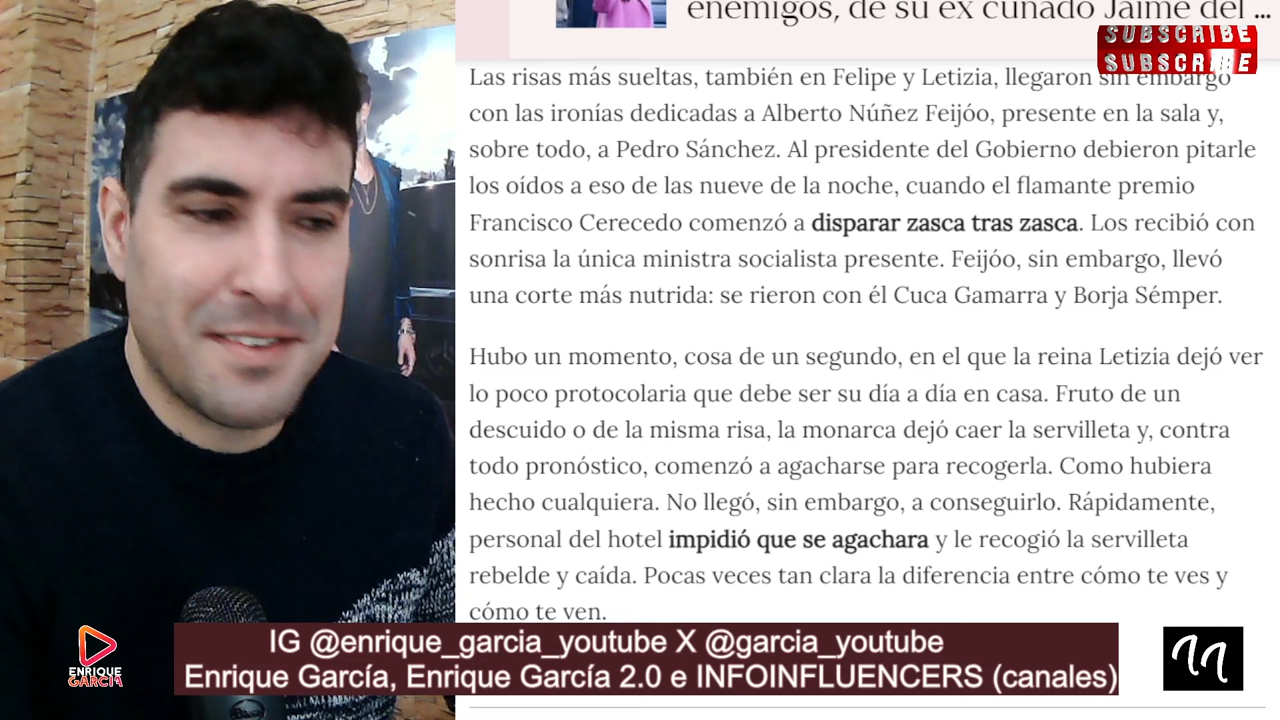 enemigos, de su ex cuñado Jaime del ...
SUBSCRIBE
SUBSCRIBE
Las risas más sueltas, también en Felipe y Letizia, llegaron sin embargo
con las ironías dedicadas a Alberto Núñez Feijóo, presente en la sala y,
sobre todo, a Pedro Sánchez. Al presidente del Gobierno debieron pitarle
los oídos a eso de las nueve de la noche, cuando el flamante premio
Francisco Cerecedo comenzó a disparar zasca tras zasca. Los recibió con
sonrisa la única ministra socialista presente. Feijóo, sin embargo, llevó
una corte más nutrida: se rieron con él Cuca Gamarra y Borja Sémper.
Hubo un momento, cosa de un segundo, en el que la reina Letizia dejó ver
lo poco protocolaria que debe ser su día a día en casa. Fruto de un
descuido o de la misma risa, la monarca dejó caer la servilleta y, contra
todo pronóstico, comenzó a agacharse para recogerla. Como hubiera
hecho cualquiera. No llegó, sin embargo, a conseguirlo. Rápidamente,
personal del hotel impidió que se agachara y le recogió la servilleta
rebelde y caída. Pocas veces tan clara la diferencia entre cómo te ves y
cómo te ven.
IG @enrique_garcia_youtube X @garcia_youtube
Enrique García, Enrique García 2.0 e INFOINFLUENCERS (canales)
ENRIQUE
GARCÍA